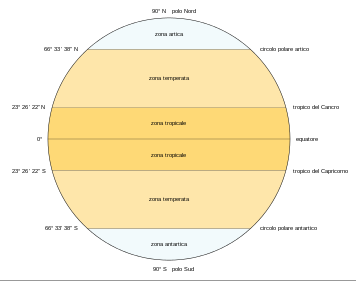 90° N polo Nord
zona artica
66° 33' 38" N circolo polare artico
zona temperata
23° 26' 22" N tropico del Cancro
zona tropicale
0° equatore
zona tropicale
23° 26' 22" S tropico del Capricorno
zona temperata
66° 33' 38" S circolo polare antartico
zona antartica
90° S polo Sud